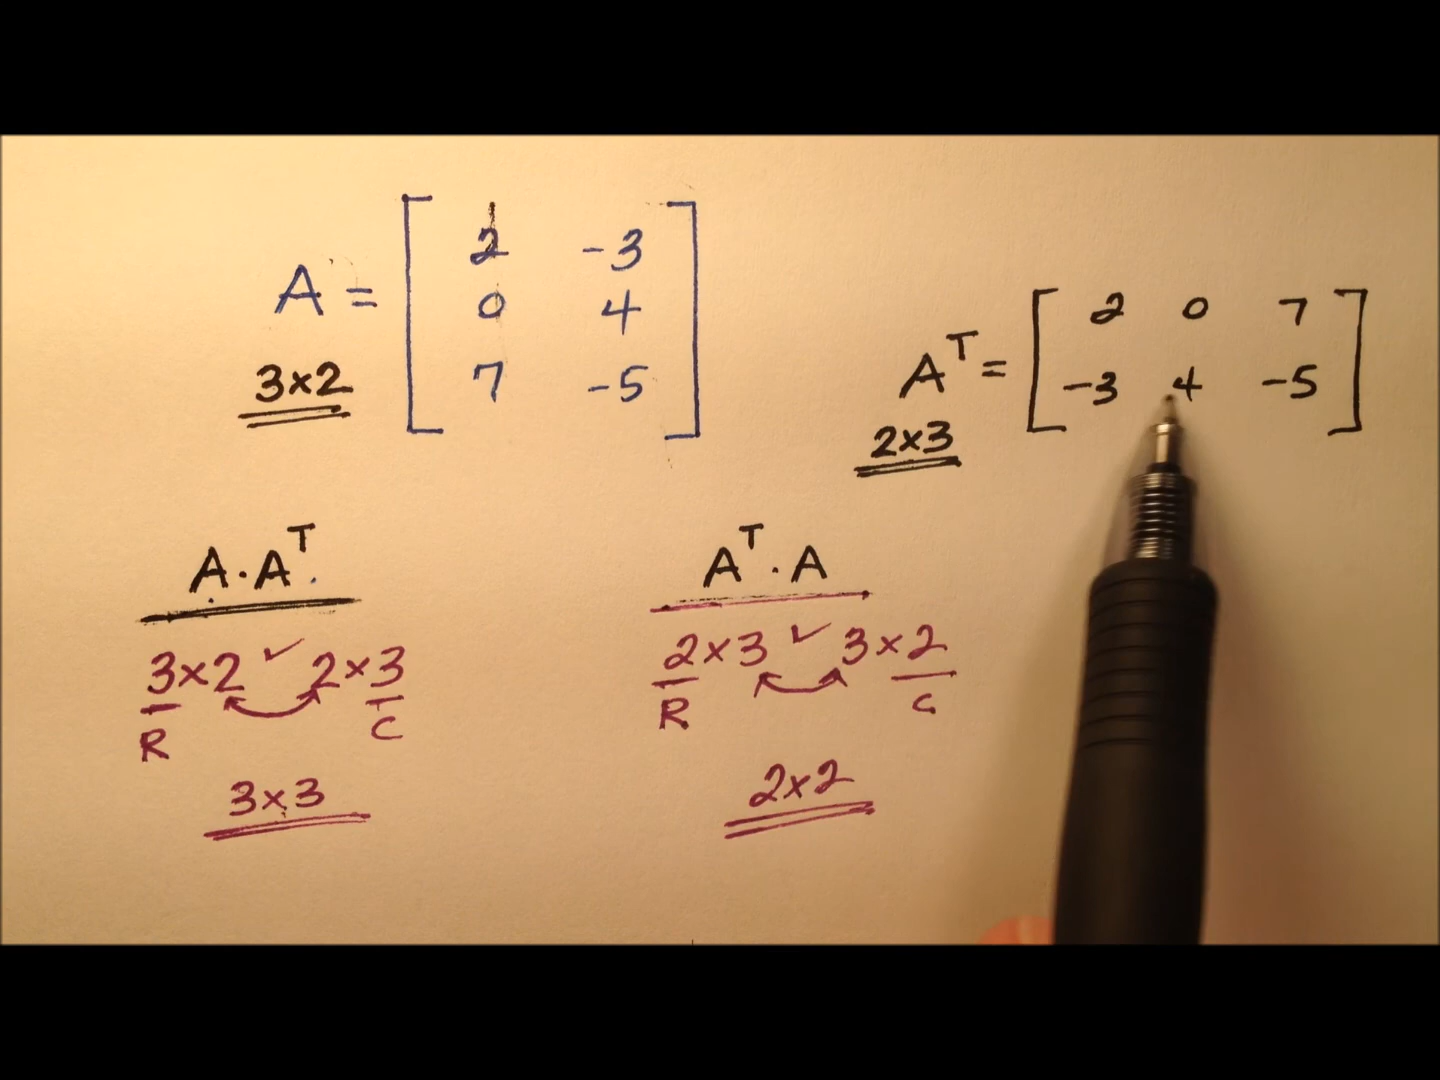 A = [ 2 -3
0 4
7 -5 ]
3×2
A^T = [ 2 0 7
-3 4 -5 ]
2×3
A·A^T
3×2 ✓ 2×3
R C
3×3
A^T·A
2×3 ✓ 3×2
R C
2×2